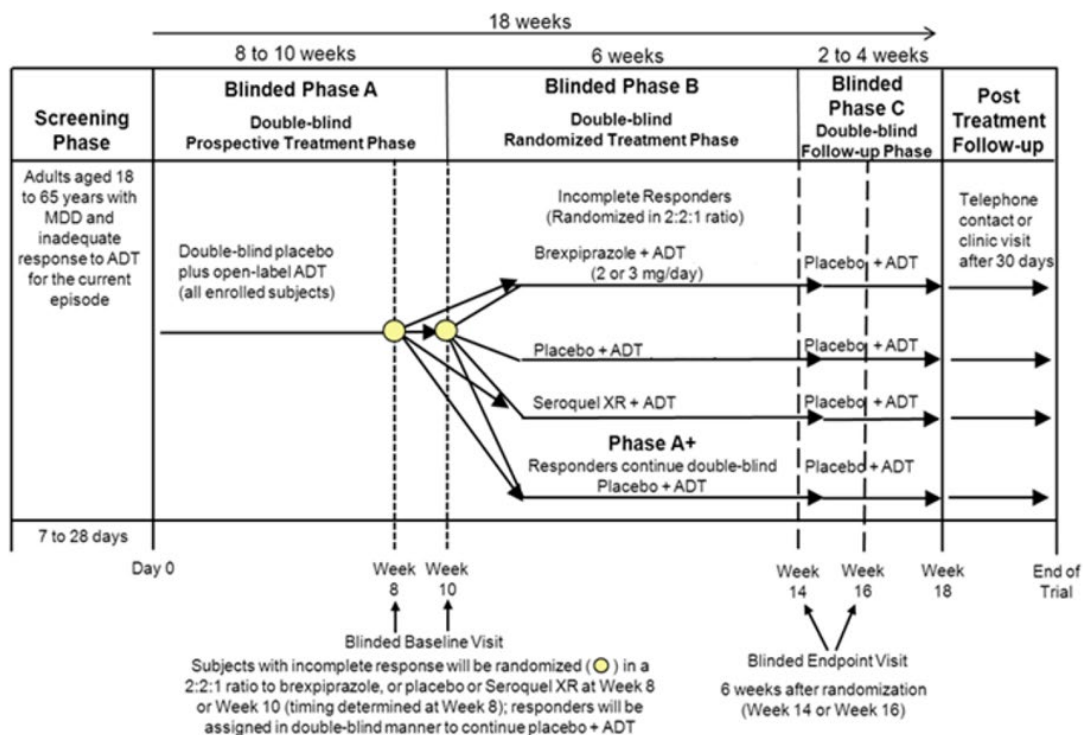 18 weeks
8 to 10 weeks
6 weeks
2 to 4 weeks
Screening
Phase
Blinded Phase A
Double-blind
Prospective Treatment Phase
Blinded Phase B
Double-blind
Randomized Treatment Phase
Blinded
Phase C
Double-blind
Follow-up Phase
Post
Treatment
Follow-up
Adults aged 18
to 65 years with
MDD and
inadequate
response to ADT
for the current
episode
Double-blind placebo
plus open-label ADT
(all enrolled subjects)
Incomplete Responders
(Randomized in 2:2:1 ratio)
Brexpiprazole + ADT
(2 or 3 mg/day)
Placebo + ADT
Placebo + ADT
Placebo + ADT
Seroquel XR + ADT
Placebo + ADT
Phase A+
Responders continue double-blind
Placebo + ADT
Placebo + ADT
Telephone
contact or
clinic visit
after 30 days
7 to 28 days
Day 0
Week
8
Week
10
Week
14
Week
16
Week
18
End of
Trial
Blinded Baseline Visit
Subjects with incomplete response will be randomized ( ) in a
2:2:1 ratio to brexpiprazole, or placebo or Seroquel XR at Week 8
or Week 10 (timing determined at Week 8); responders will be
assigned in double-blind manner to continue placebo + ADT
Blinded Endpoint Visit
6 weeks after randomization
(Week 14 or Week 16)